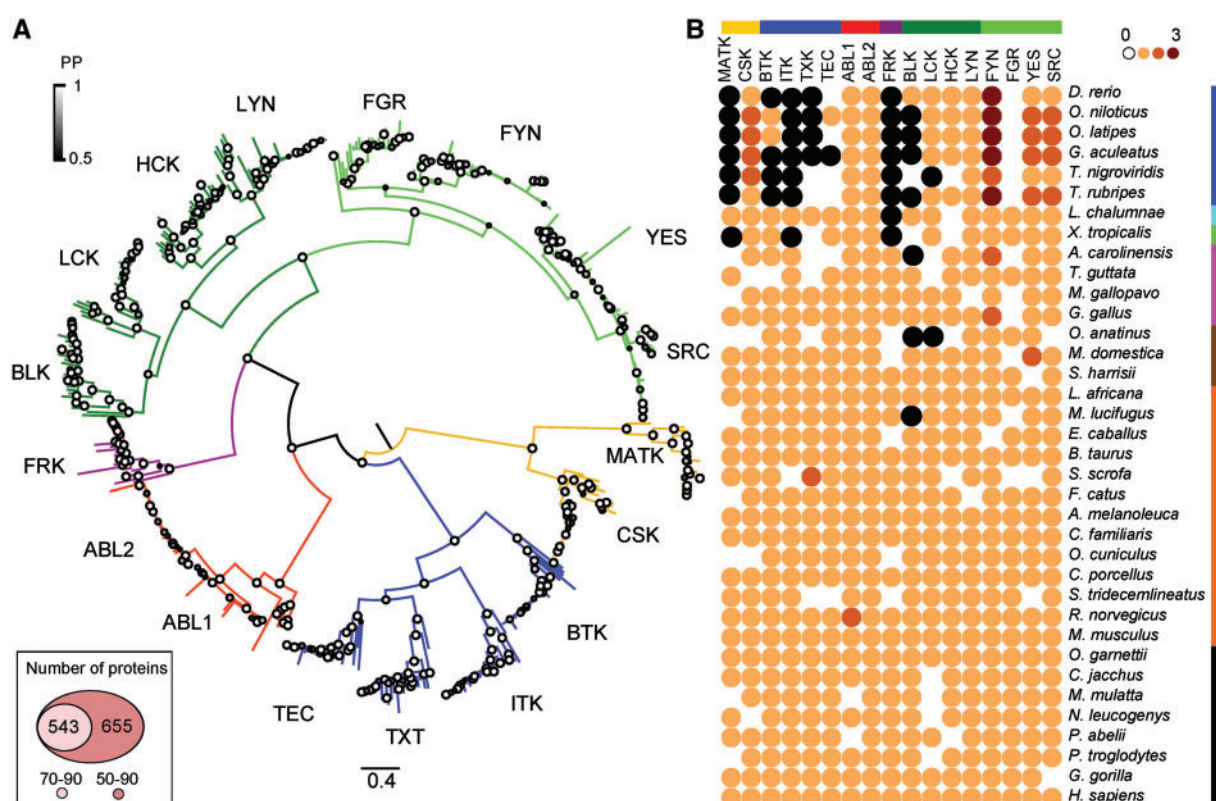 A
PP
1
0.5
LYN
FGR
FYN
HCK
YES
LCK
BLK
SRC
FRK
MATK
CSK
ABL2
ABL1
BTK
ITK
TEC
TXT
0.4
Number of proteins
543 655
70-90 50-90
B
0 3
MATK CSK BTK ITK TXK TEC ABL1 ABL2 FRK BLK LCK HCK LYN FYN FGR YES SRC
D. rerio
O. niloticus
O. latipes
G. aculeatus
T. nigroviridis
T. rubripes
L. chalumnae
X. tropicalis
A. carolinensis
T. guttata
M. gallopavo
G. gallus
O. anatinus
M. domestica
S. harrisii
L. africana
M. lucifugus
E. caballus
B. taurus
S. scrofa
F. catus
A. melanoleuca
C. familiaris
O. cuniculus
C. porcellus
S. tridecemlineatus
R. norvegicus
M. musculus
O. garnettii
C. jacchus
M. mulatta
N. leucogenys
P. abelii
P. troglodytes
G. gorilla
H. sapiens